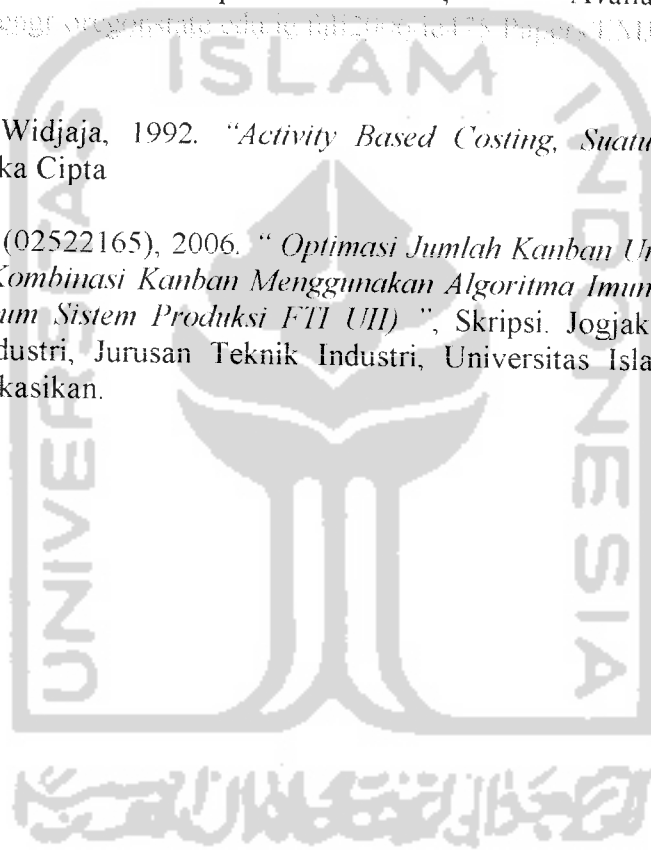 Widjaja, 1992. “Activity Based Costing, Suatu
ka Cipta
(02522165), 2006. “ Optimasi Jumlah Kanban Un
Kombinasi Kanban Menggunakan Algoritma Imun
um Sistem Produksi FTI UII) ”, Skripsi. Jogjak
dustri, Jurusan Teknik Industri, Universitas Isla
kasikan.
UNIVERSITAS
ISLAM
INDONESIA